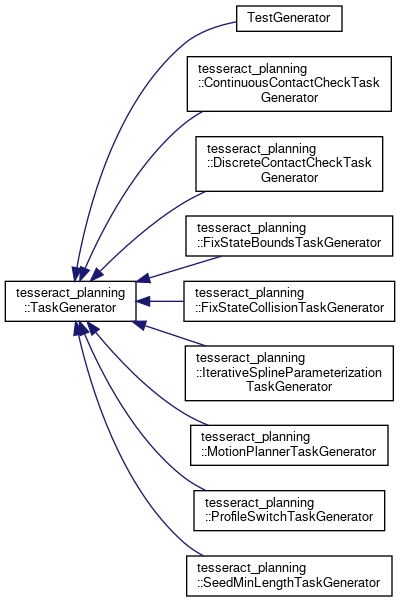 TestGenerator
tesseract_planning
::ContinuousContactCheckTask
Generator
tesseract_planning
::DiscreteContactCheckTask
Generator
tesseract_planning
::FixStateBoundsTaskGenerator
tesseract_planning
::TaskGenerator
tesseract_planning
::FixStateCollisionTaskGenerator
tesseract_planning
::IterativeSplineParameterization
TaskGenerator
tesseract_planning
::MotionPlannerTaskGenerator
tesseract_planning
::ProfileSwitchTaskGenerator
tesseract_planning
::SeedMinLengthTaskGenerator